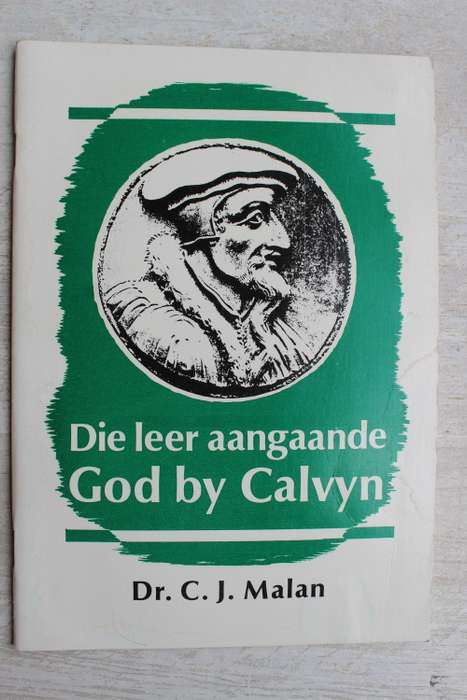 Die leer aangaande
God by Calvyn
Dr. C. J. Malan